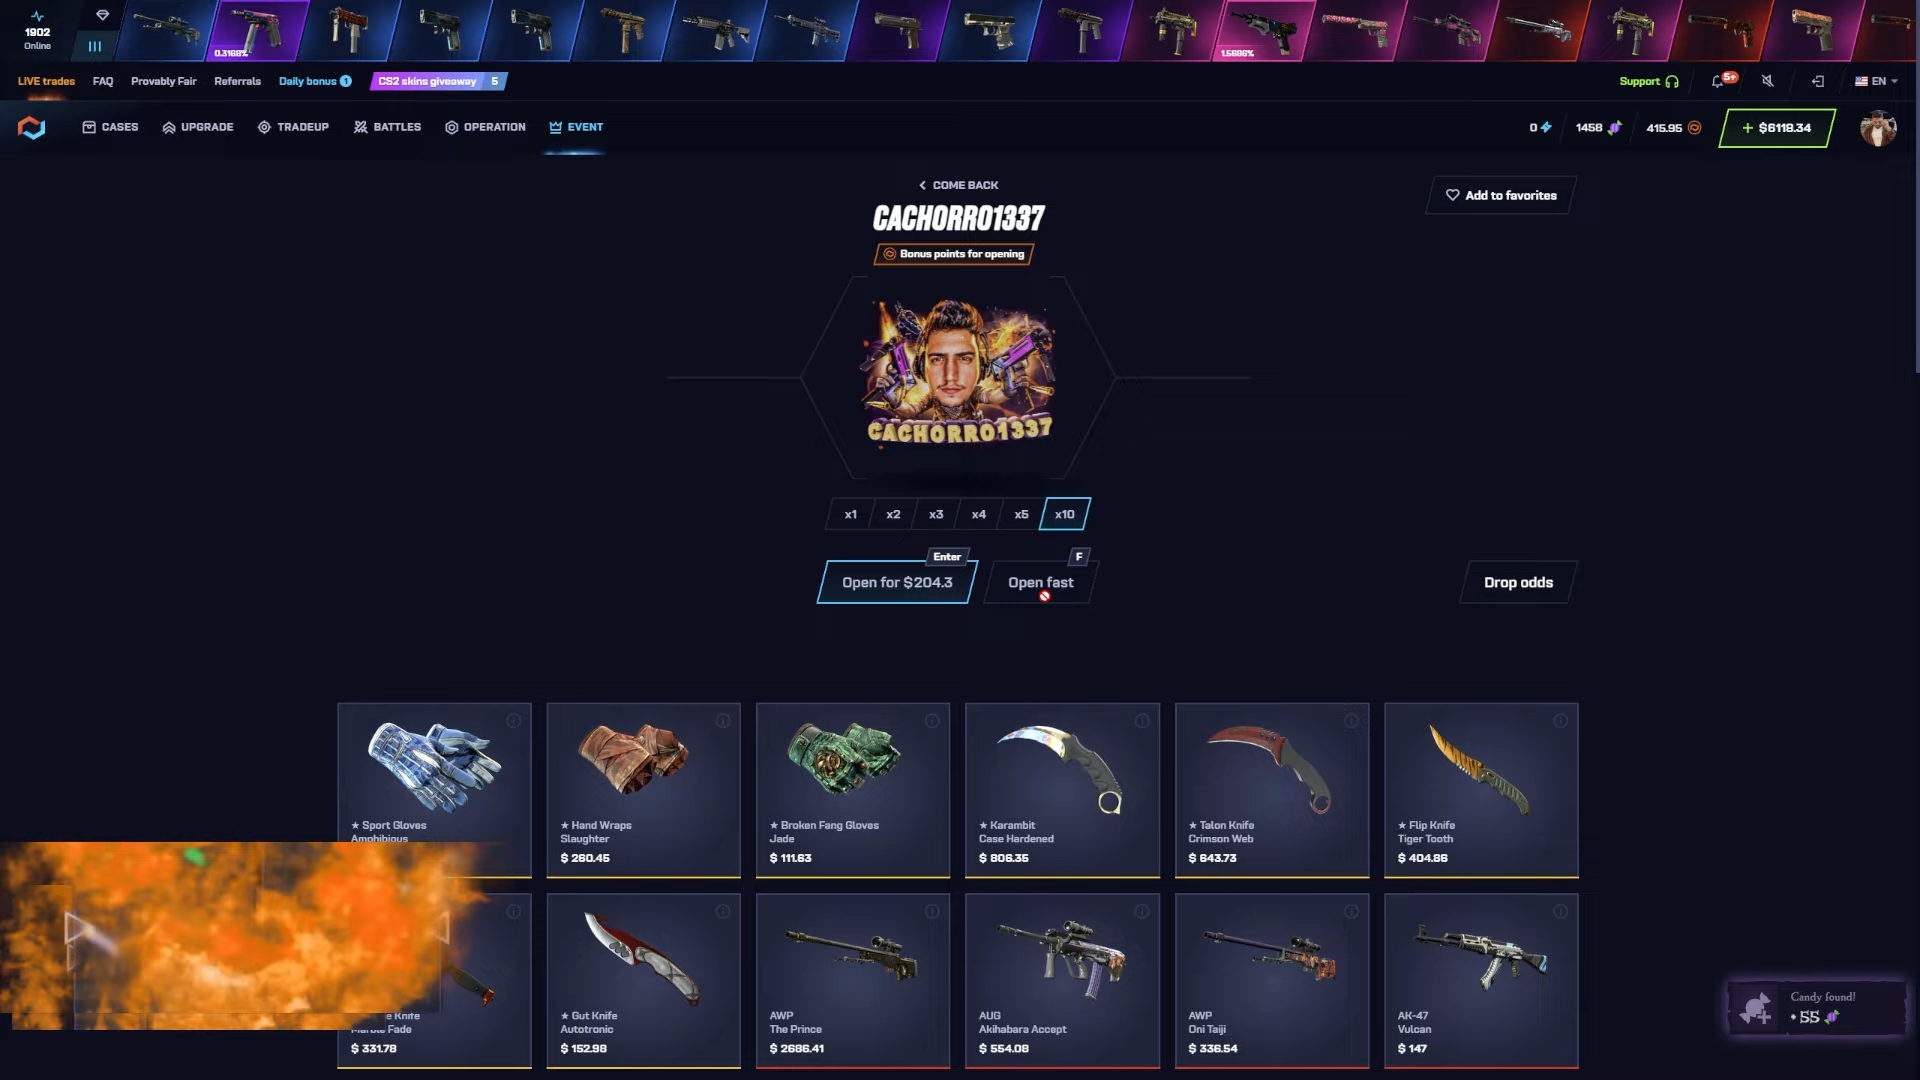 1902
Online
0.3168%
1.5686%
LIVE trades
FAQ
Provably Fair
Referrals
Daily bonus 1
CS2 skins giveaway 5
Support
5+
EN
CASES
UPGRADE
TRADEUP
BATTLES
OPERATION
EVENT
0
1458
415.95
+ $6118.34
COME BACK
CACHORRO1337
Bonus points for opening
Add to favorites
CACHORRO1337
x1
x2
x3
x4
x5
x10
Enter
F
Open for $204.3
Open fast
Drop odds
★ Sport Gloves
Amphibious
★ Hand Wraps
Slaughter
$ 260.45
★ Broken Fang Gloves
Jade
$ 111.63
★ Karambit
Case Hardened
$ 806.35
★ Talon Knife
Crimson Web
$ 643.73
★ Flip Knife
Tiger Tooth
$ 404.86
Knife
Marble Fade
$ 331.78
★ Gut Knife
Autotronic
$ 152.98
AWP
The Prince
$ 2686.41
AUG
Akihabara Accept
$ 554.08
AWP
Oni Taiji
$ 336.54
AK-47
Vulcan
$ 147
Candy found!
+ 55